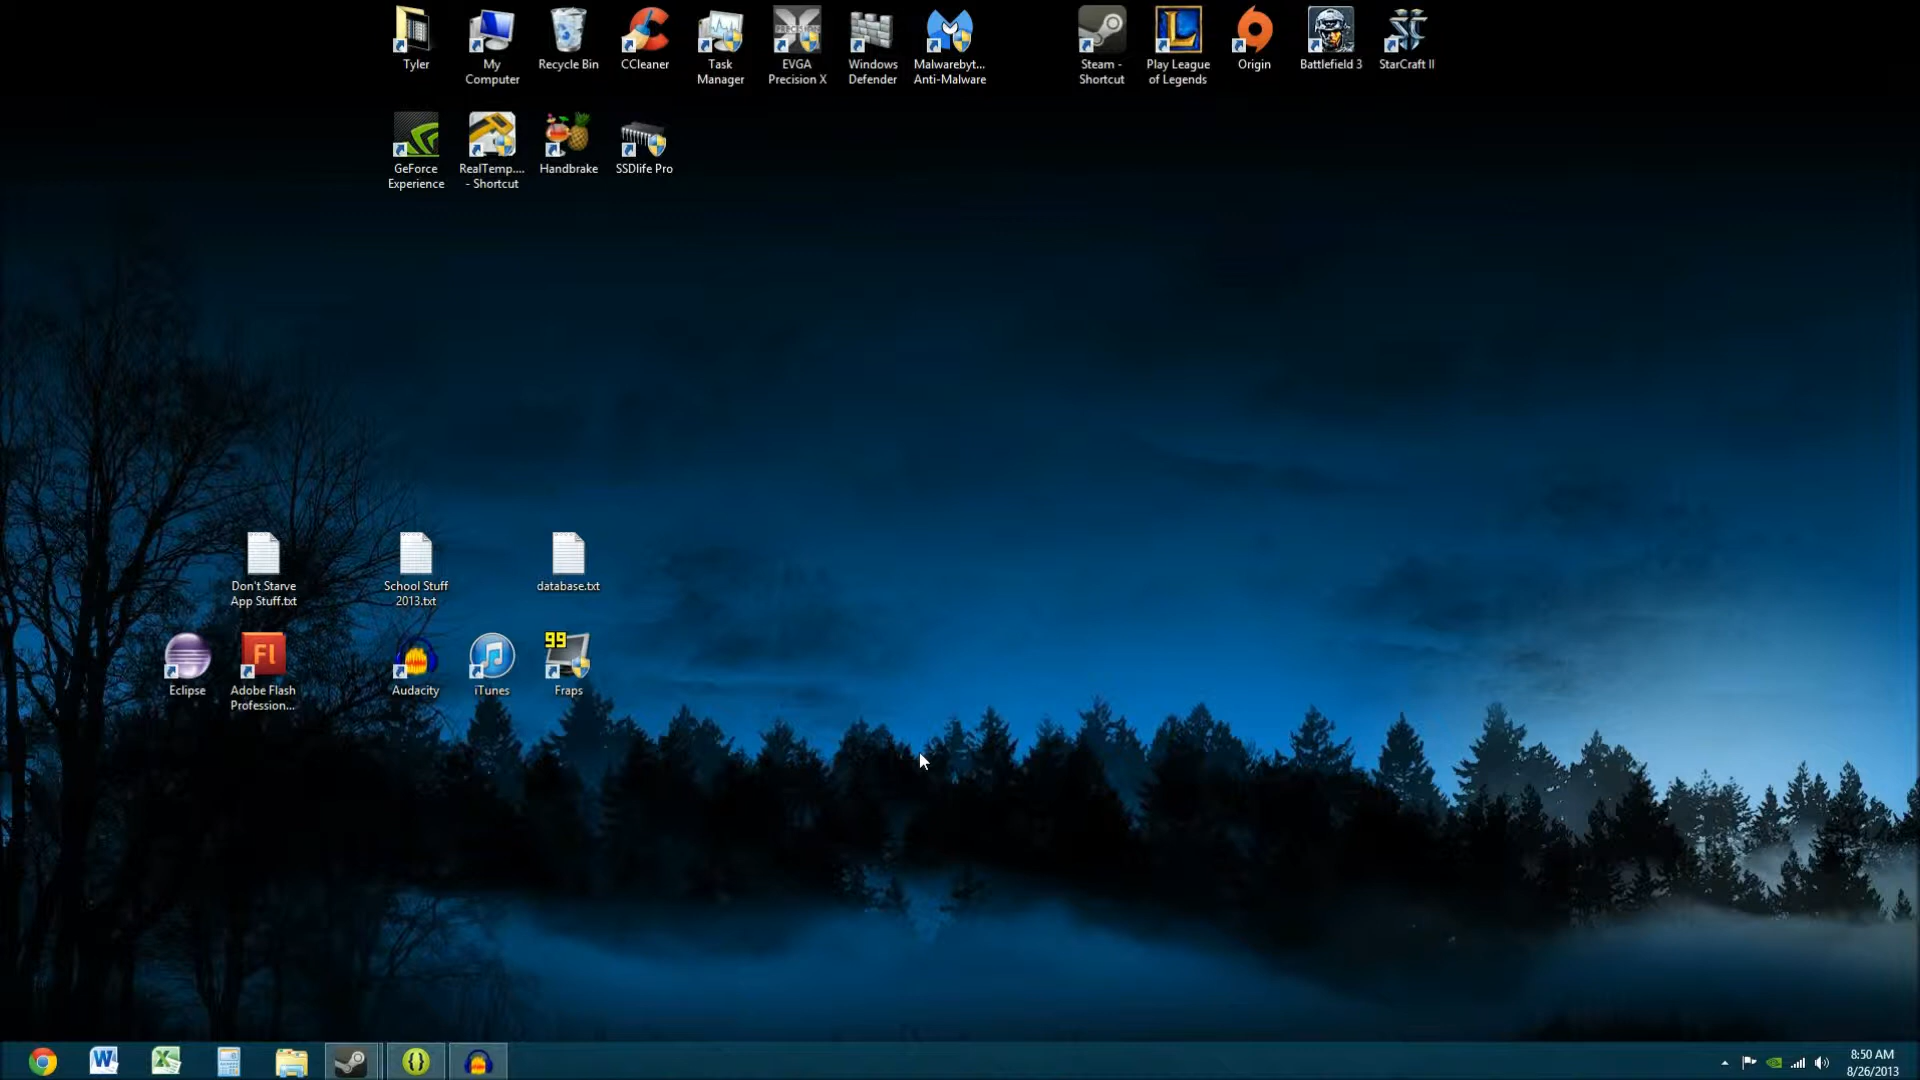 Tyler
My
Computer
Recycle Bin
CCleaner
Task
Manager
EVGA
Precision X
Windows
Defender
Malwarebyt...
Anti-Malware
Steam -
Shortcut
Play League
of Legends
Origin
Battlefield 3
StarCraft II
GeForce
Experience
RealTemp....
- Shortcut
Handbrake
SSDlife Pro
Don't Starve
App Stuff.txt
School Stuff
2013.txt
database.txt
99
Fl
Eclipse
Adobe Flash
Profession...
Audacity
iTunes
Fraps
8:50 AM
8/26/2013